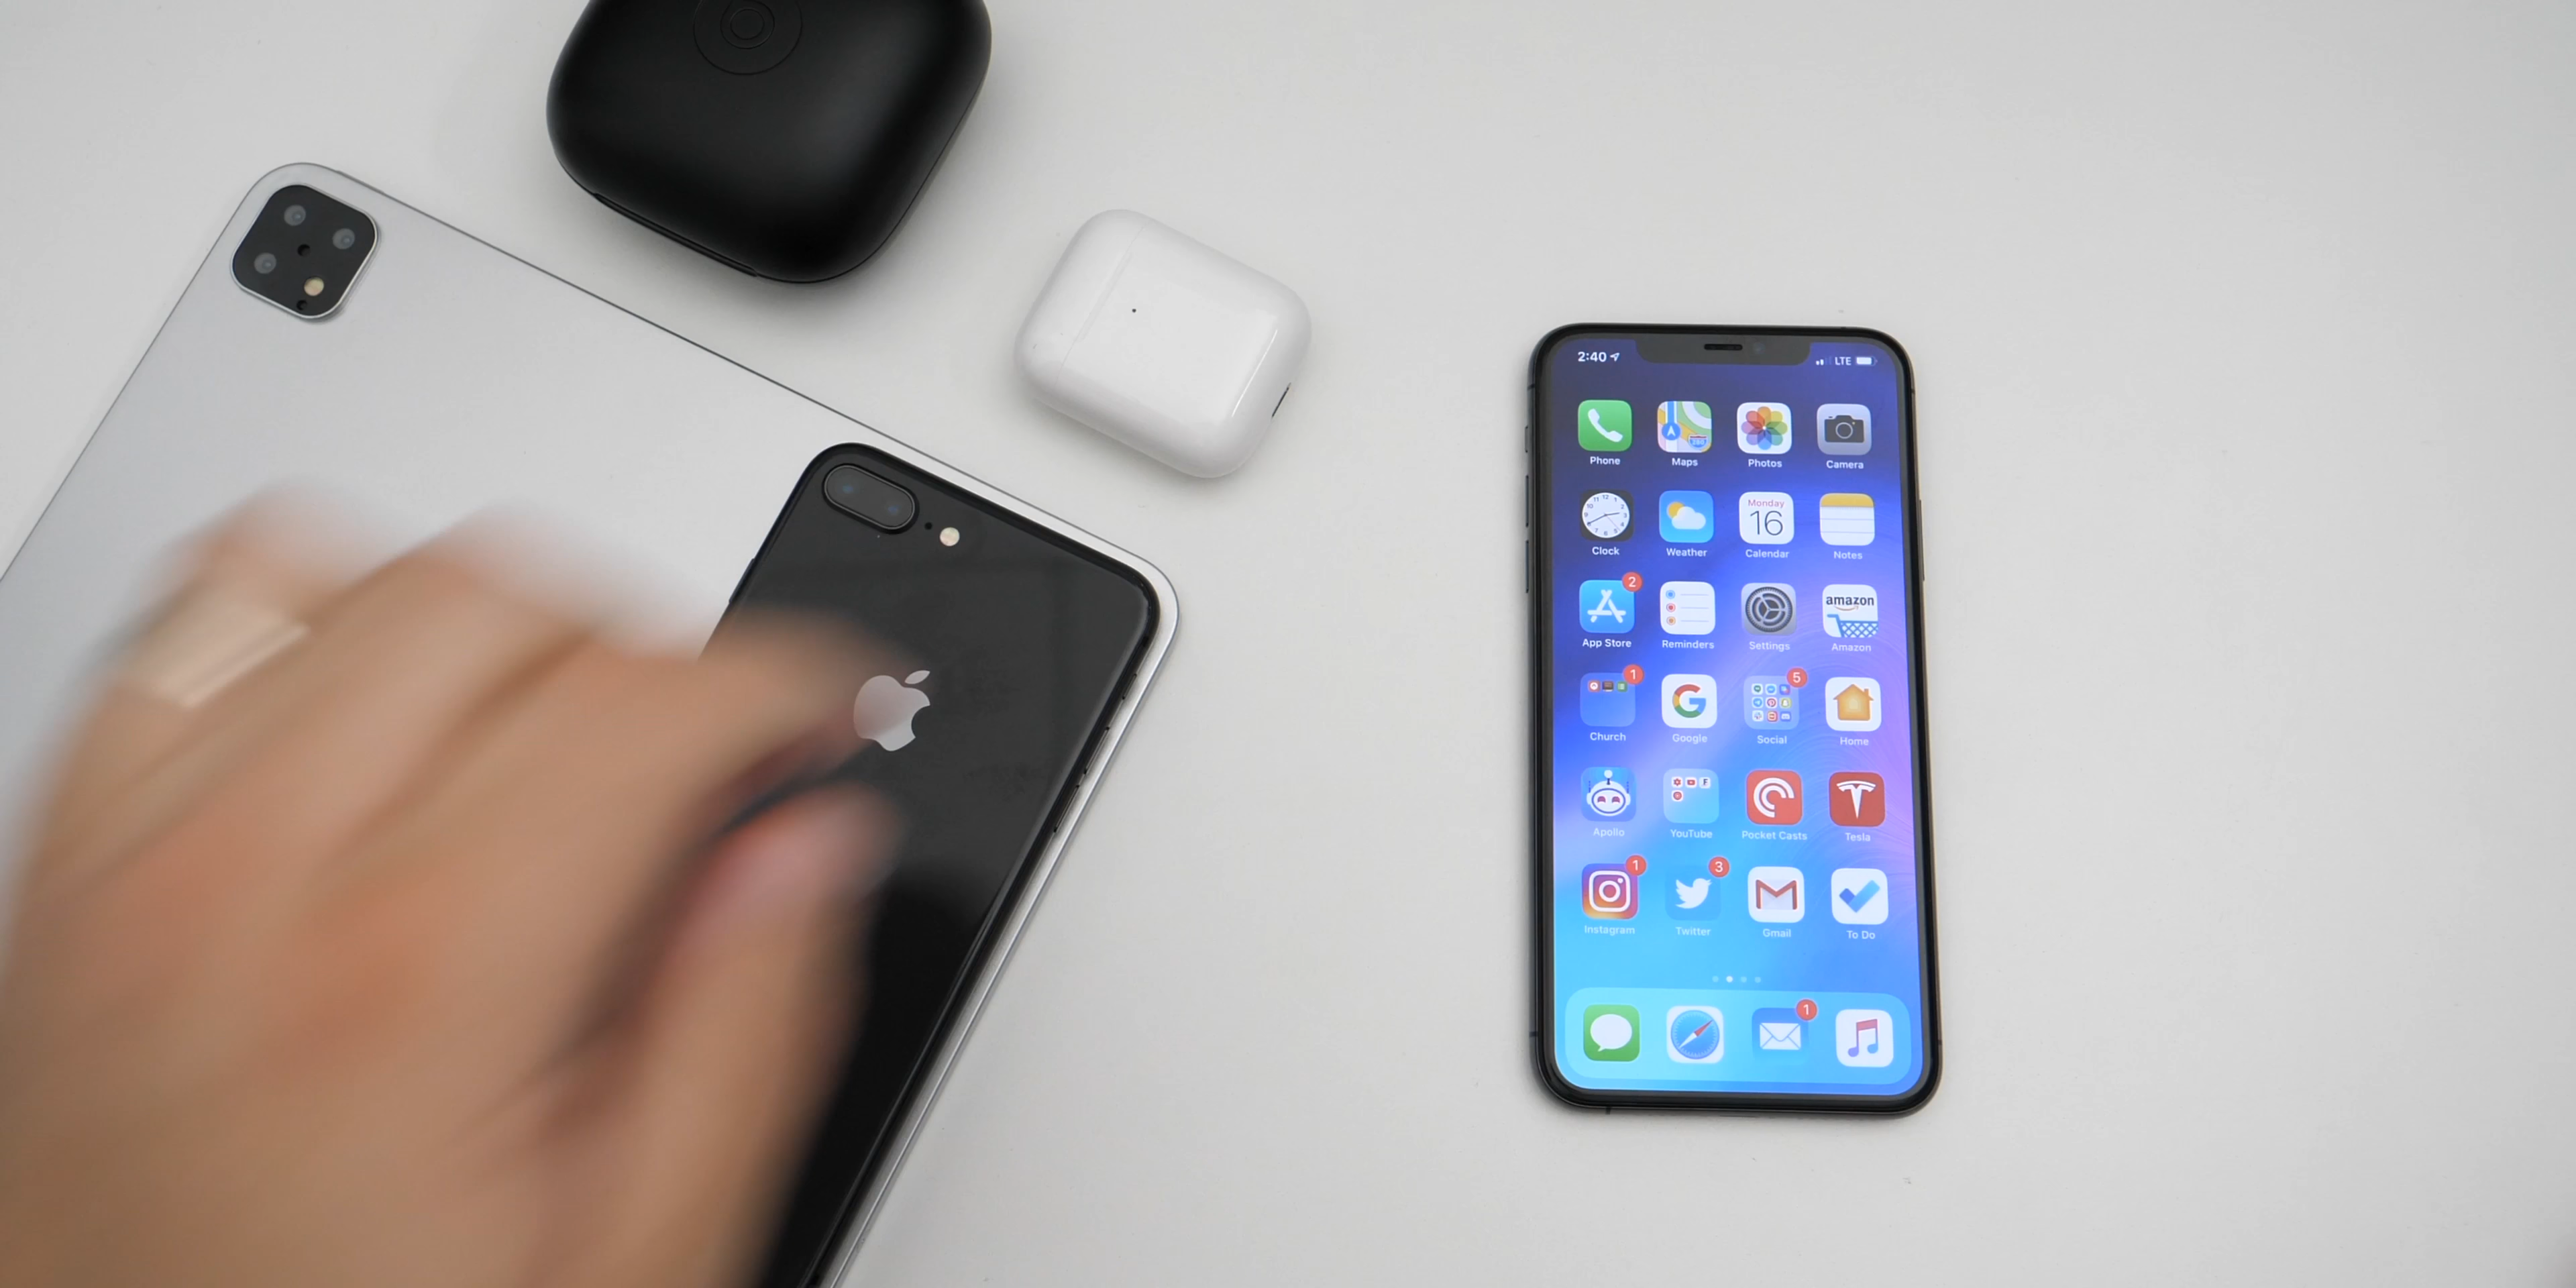 2:40 LTE
Phone Maps Photos Camera
Monday
16
Clock Weather Calendar Notes
2
amazon
App Store Reminders Settings Amazon
1 5
Church Google Social Home
Apollo YouTube Pocket Casts Tesla
1 3
Instagram Twitter Gmail To Do
1